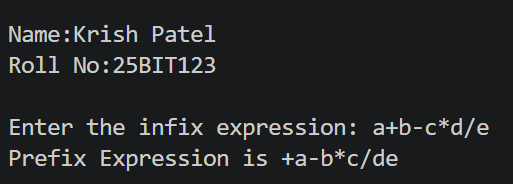 Name:Krish Patel
Roll No:25BIT123
Enter the infix expression: a+b-c*d/e
Prefix Expression is +a-b*c/de